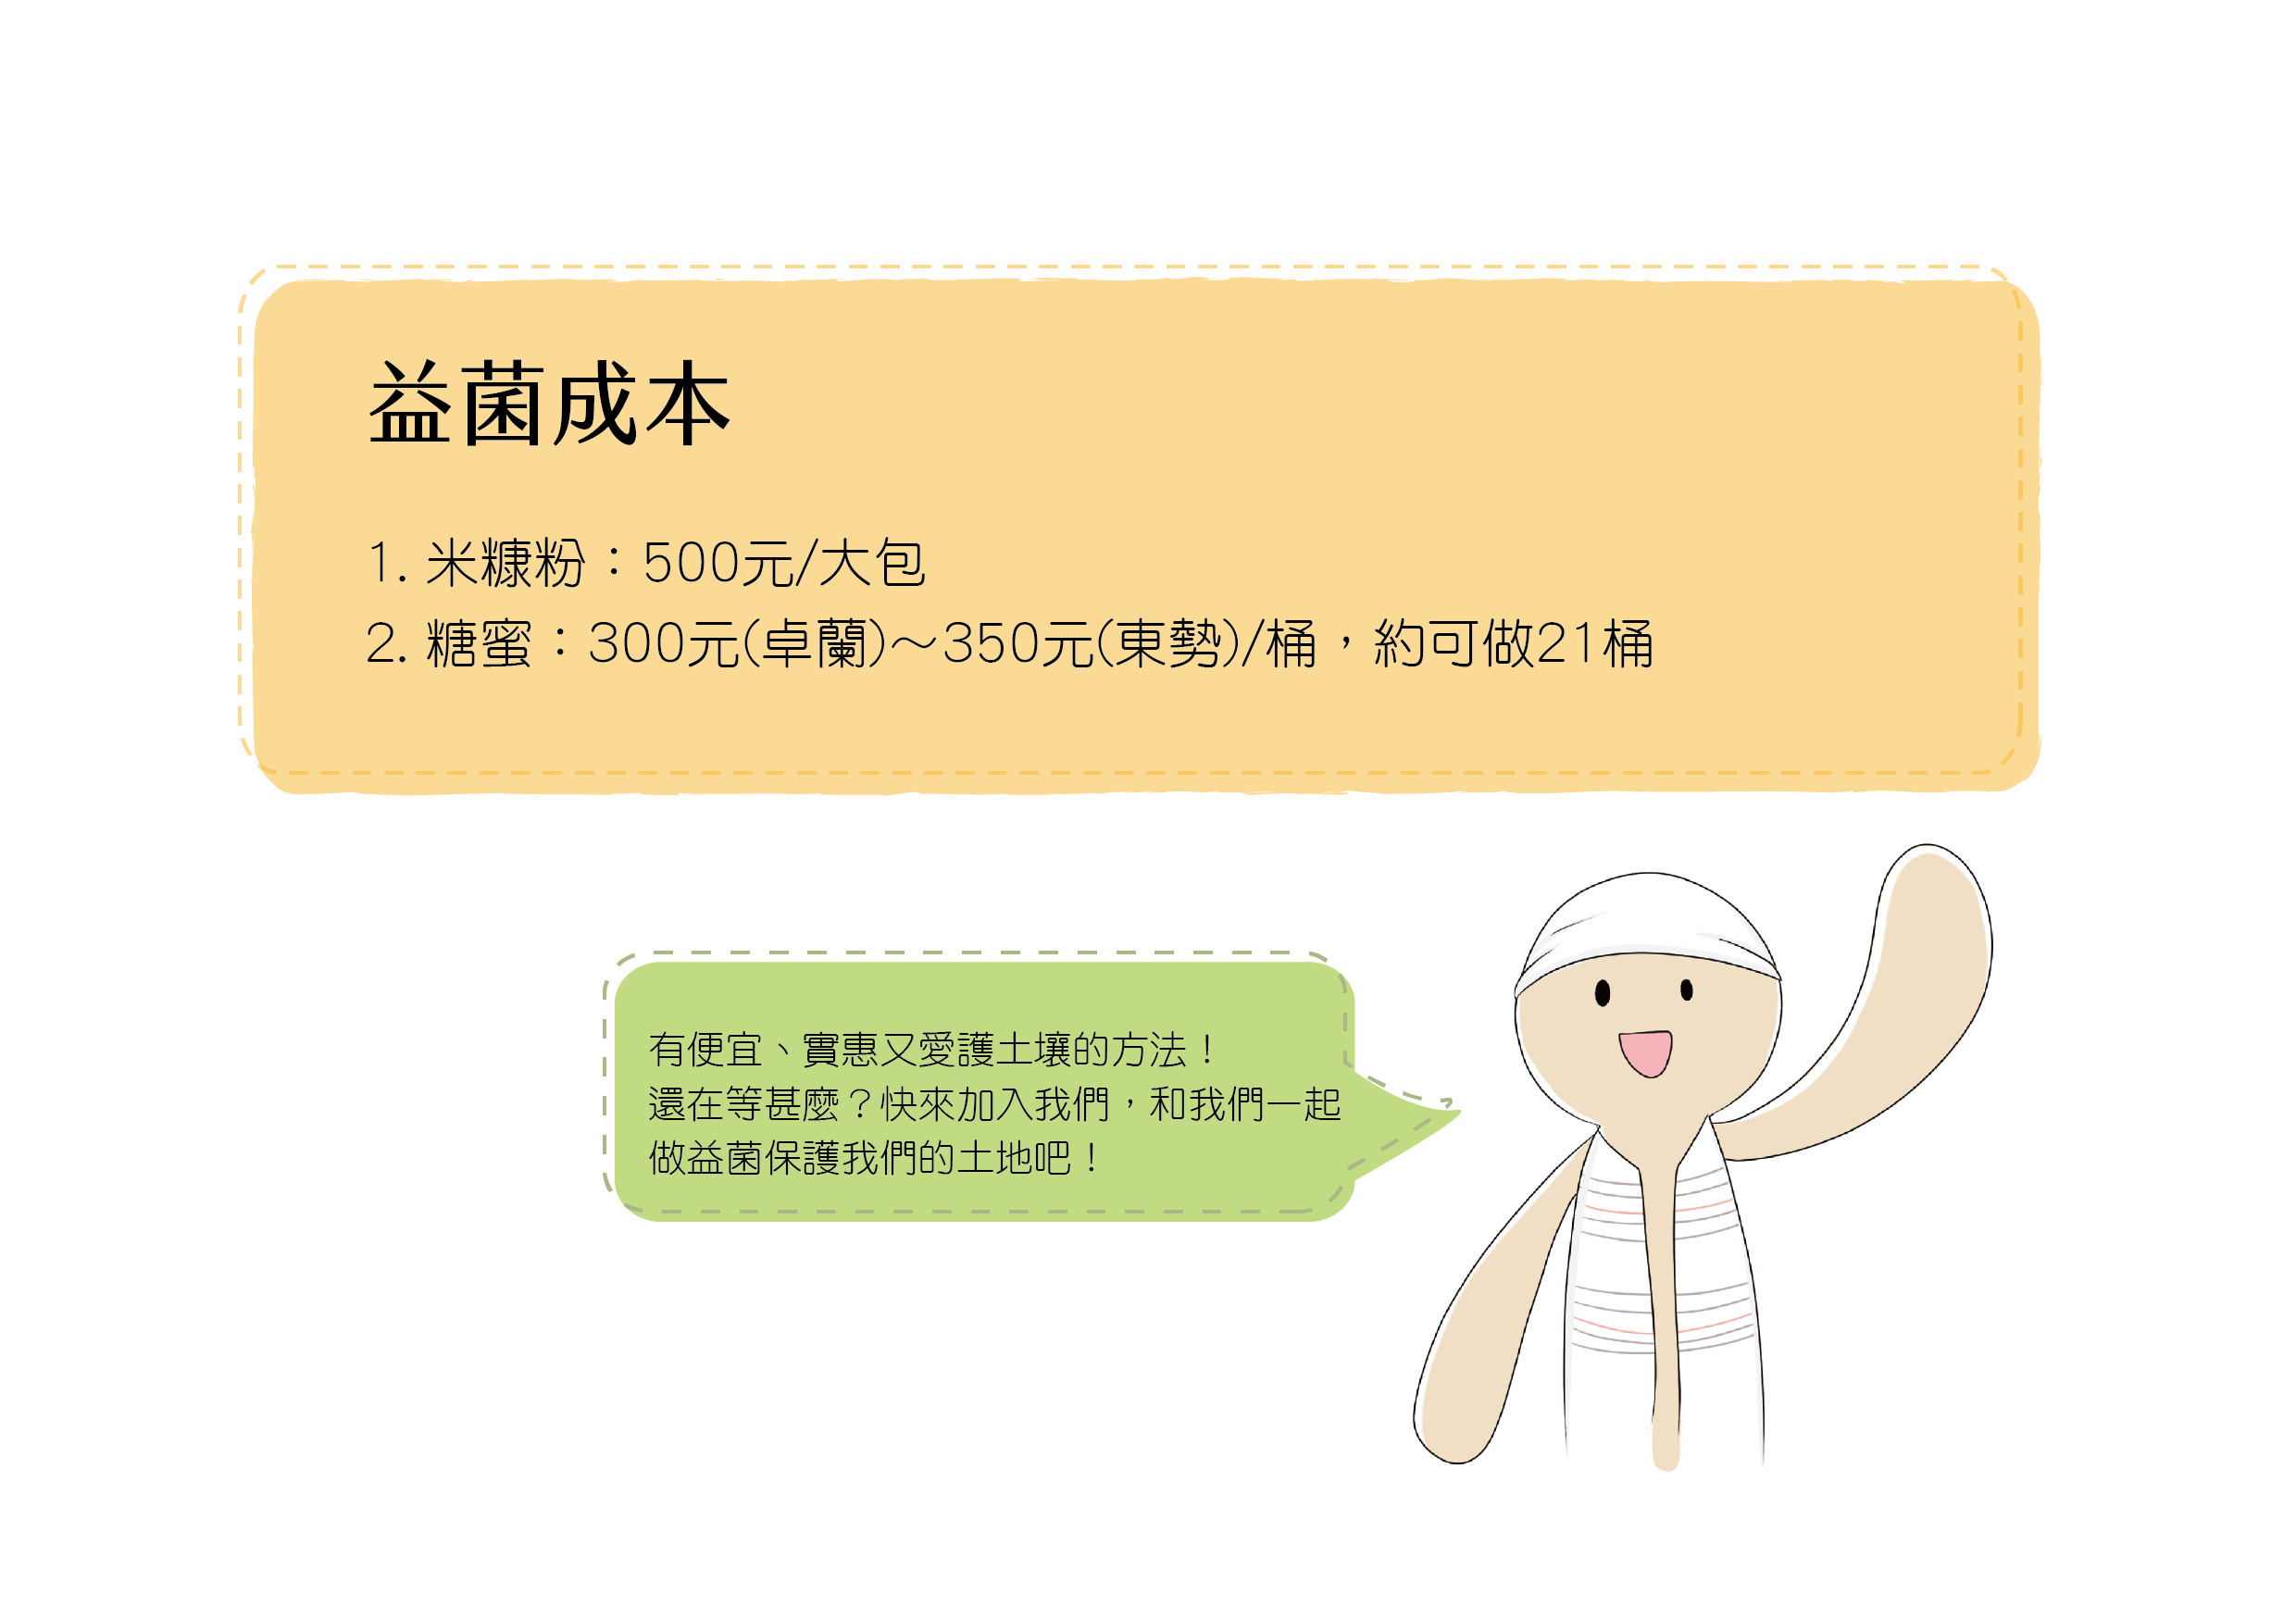 益菌成本
1. 米糠粉：500元/大包
2. 糖蜜：300元(卓蘭)～350元(東勢)/桶，約可做21桶
有便宜、實惠又愛護土壤的方法！
還在等甚麼？快來加入我們，和我們一起
做益菌保護我們的土地吧！